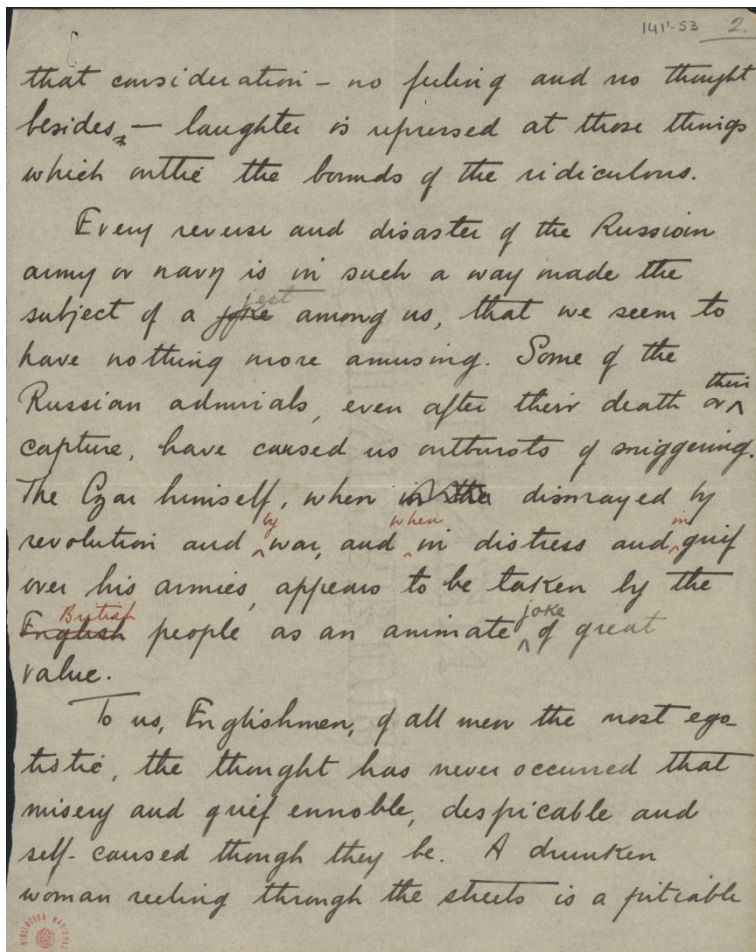 141¹-53 2.
that consideration – no feeling and no thought
besides, — laughter is repressed at those things
which outlie the bounds of the ridiculous.
Every reverse and disaster of the Russian
army or navy is in such a way made the
subject of a joke jest among us, that we seem to
have nothing more amusing. Some of the
Russian admirals, even after their death or their
capture, have caused us outbursts of sniggering.
The Czar himself, when in the dismayed by
revolution and by war, and when in distress and in grief
over his armies, appears to be taken by the
English British people as an animate joke of great
value.
To us, Englishmen, of all men the most ego-
tistic, the thought has never occurred that
misery and grief ennoble, despicable and
self-caused though they be. A drunken
woman reeling through the streets is a pitiable